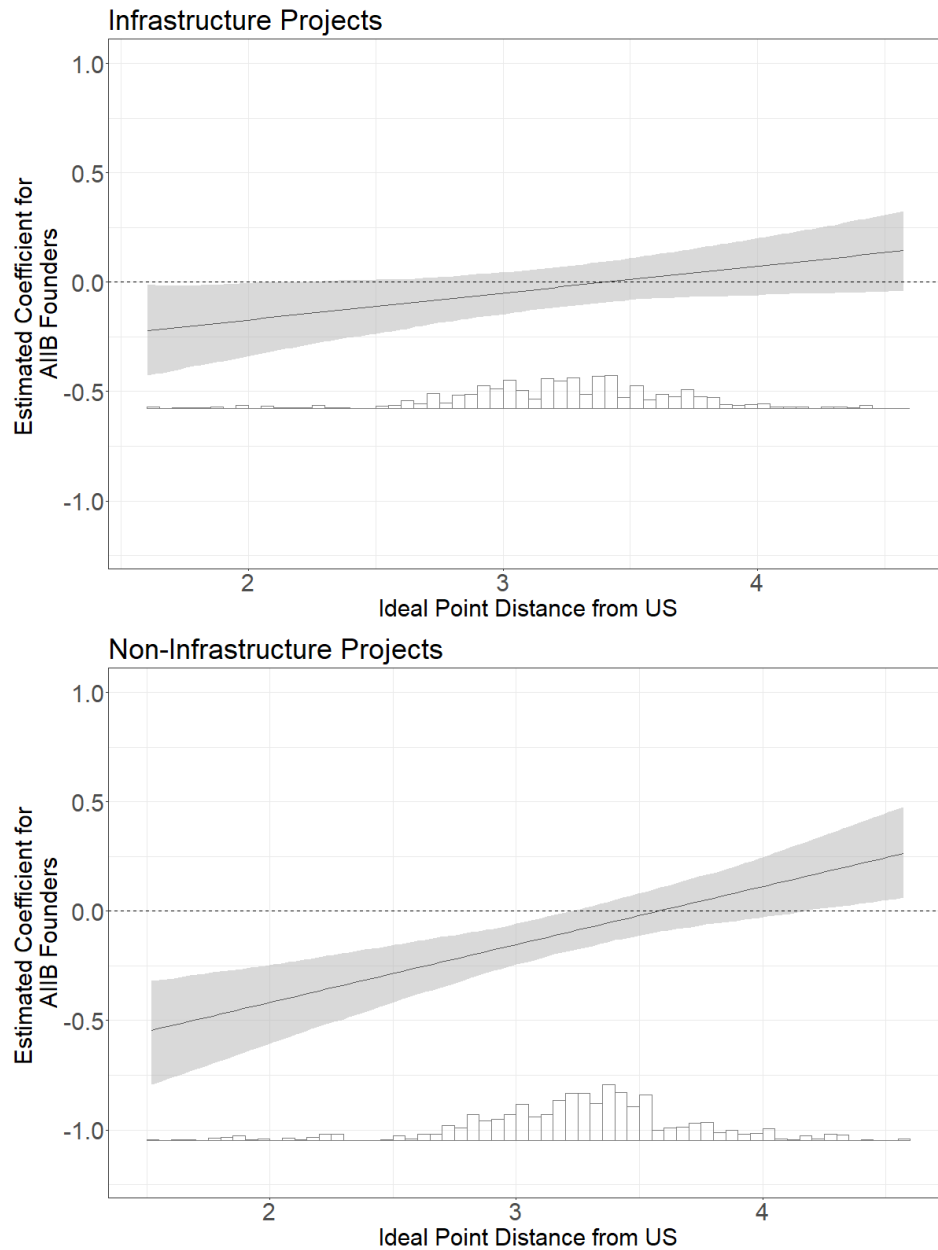 Infrastructure Projects
1.0
0.5
0.0
-0.5
-1.0
Estimated Coefficient for
AIIB Founders
2 3 4
Ideal Point Distance from US
Non-Infrastructure Projects
1.0
0.5
0.0
-0.5
-1.0
Estimated Coefficient for
AIIB Founders
2 3 4
Ideal Point Distance from US